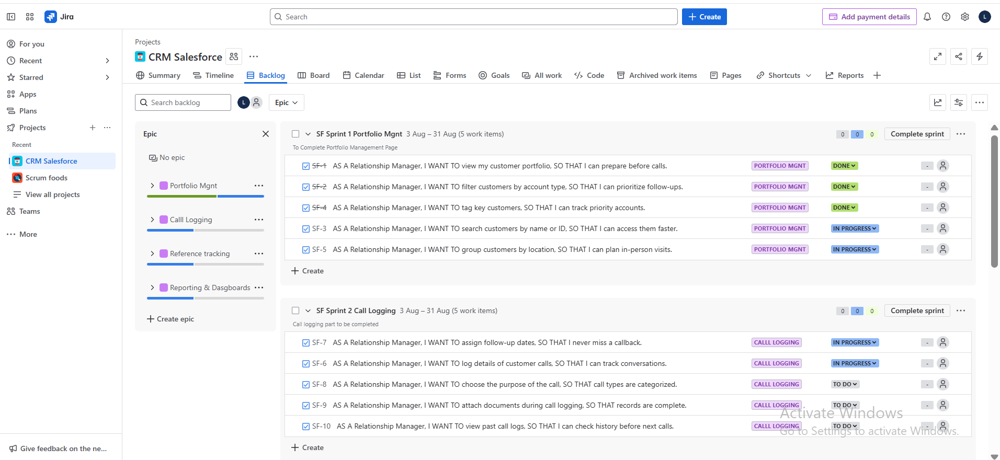 Jira
Search
Create
Add payment details
L
For you
Recent
Starred
Apps
Plans
Projects
Recent
CRM Salesforce
Scrum foods
View all projects
Teams
More
Give feedback on the ne...
Projects
CRM Salesforce
Summary Timeline Backlog Board Calendar List Forms Goals All work Code Archived work items Pages Shortcuts Reports
Search backlog L Epic
Epic
No epic
Portfolio Mgnt
Calll Logging
Reference tracking
Reporting & Dasgboards
Create epic
SF Sprint 1 Portfolio Mgnt 3 Aug – 31 Aug (5 work items) 0 0 0 Complete sprint
To Complete Portfolio Management Page
SF-1 AS A Relationship Manager, I WANT TO view my customer portfolio, SO THAT I can prepare before calls. PORTFOLIO MGNT DONE -
SF-2 AS A Relationship Manager, I WANT TO filter customers by account type, SO THAT I can prioritize follow-ups. PORTFOLIO MGNT DONE -
SF-4 AS A Relationship Manager, I WANT TO tag key customers, SO THAT I can track priority accounts. PORTFOLIO MGNT DONE -
SF-3 AS A Relationship Manager, I WANT TO search customers by name or ID, SO THAT I can access them faster. PORTFOLIO MGNT IN PROGRESS -
SF-5 AS A Relationship Manager, I WANT TO group customers by location, SO THAT I can plan in-person visits. PORTFOLIO MGNT IN PROGRESS -
Create
SF Sprint 2 Call Logging 3 Aug – 31 Aug (5 work items) 0 0 0 Complete sprint
Call logging part to be completed
SF-7 AS A Relationship Manager, I WANT TO assign follow-up dates, SO THAT I never miss a callback. CALLL LOGGING IN PROGRESS -
SF-6 AS A Relationship Manager, I WANT TO log details of customer calls, SO THAT I can track conversations. CALLL LOGGING IN PROGRESS -
SF-8 AS A Relationship Manager, I WANT TO choose the purpose of the call, SO THAT call types are categorized. CALLL LOGGING TO DO -
SF-9 AS A Relationship Manager, I WANT TO attach documents during call logging, SO THAT records are complete. CALLL LOGGING TO DO -
SF-10 AS A Relationship Manager, I WANT TO view past call logs, SO THAT I can check history before next calls. CALLL LOGGING TO DO -
Create
Activate Windows
Go to Settings to activate Windows.